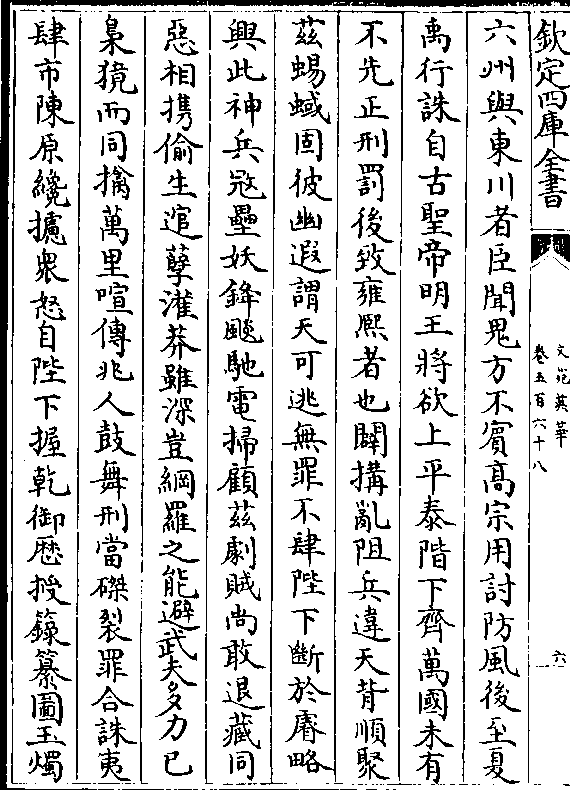 欽定四庫全書
文苑英華
卷五百六十八
六
六州與東川者臣聞鬼方不賓高宗用討防風後至夏
禹行誅自古聖帝明王將欲上平泰階下齊萬國未有
不先正刑罰後致雍熙者也闢搆亂阻兵違天背順聚
茲蜴蜮固彼幽遐謂天可逃無罪不肆陛下斷於睿略
興此神兵冦壘妖鋒飈馳電掃顧茲劇賊尚敢退藏同
惡相攜偷生逭孽灌莽雖深豈網羅之能避武夫多力已
梟獍而同擒萬里喧傳兆人鼓舞刑當磔裂罪合誅夷
肆市陳原纔攄衆怒自陛下握乾御歴授籙纂圖玉燭